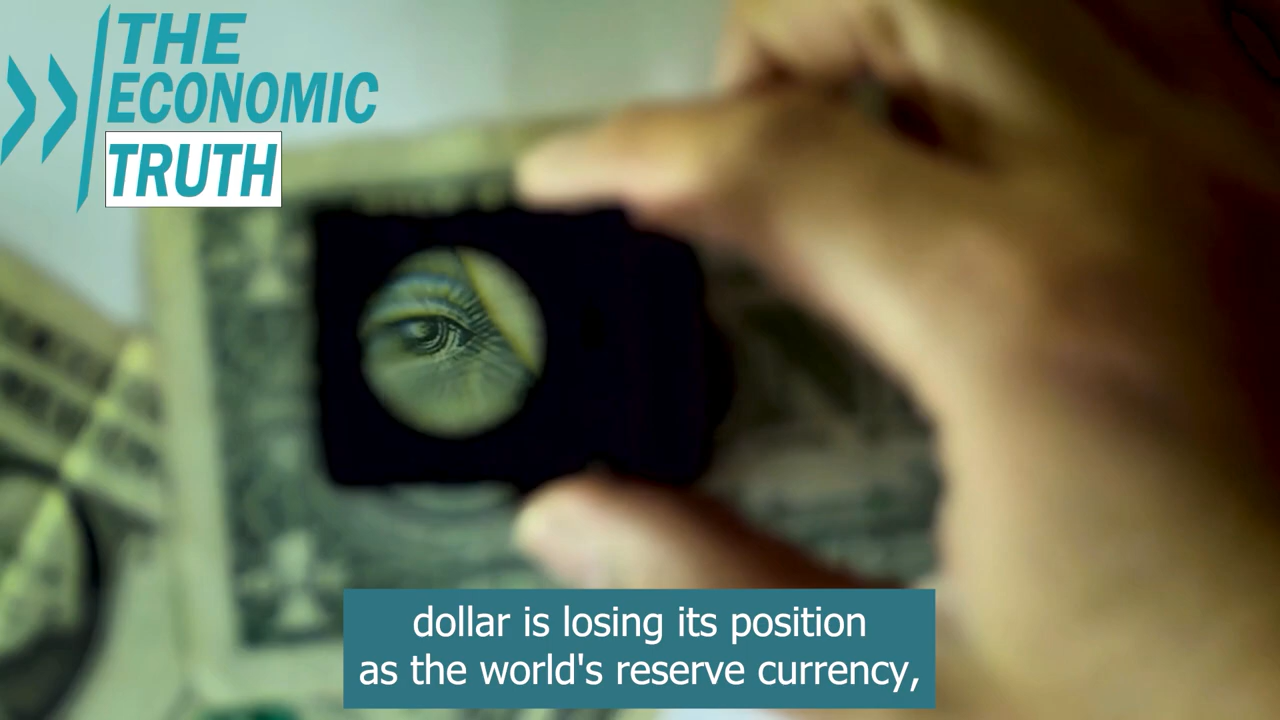 THE
ECONOMIC
TRUTH
dollar is losing its position
as the world's reserve currency,